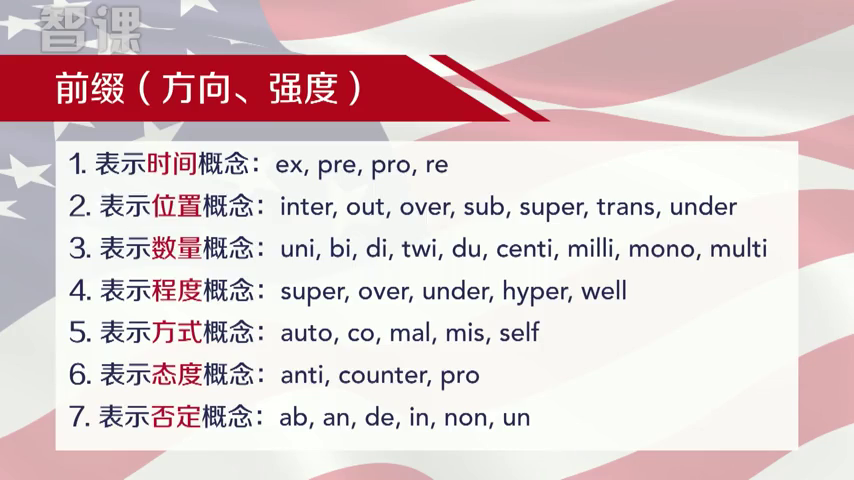 智课
前缀（方向、强度）
1. 表示时间概念：ex, pre, pro, re
2. 表示位置概念：inter, out, over, sub, super, trans, under
3. 表示数量概念：uni, bi, di, twi, du, centi, milli, mono, multi
4. 表示程度概念：super, over, under, hyper, well
5. 表示方式概念：auto, co, mal, mis, self
6. 表示态度概念：anti, counter, pro
7. 表示否定概念：ab, an, de, in, non, un